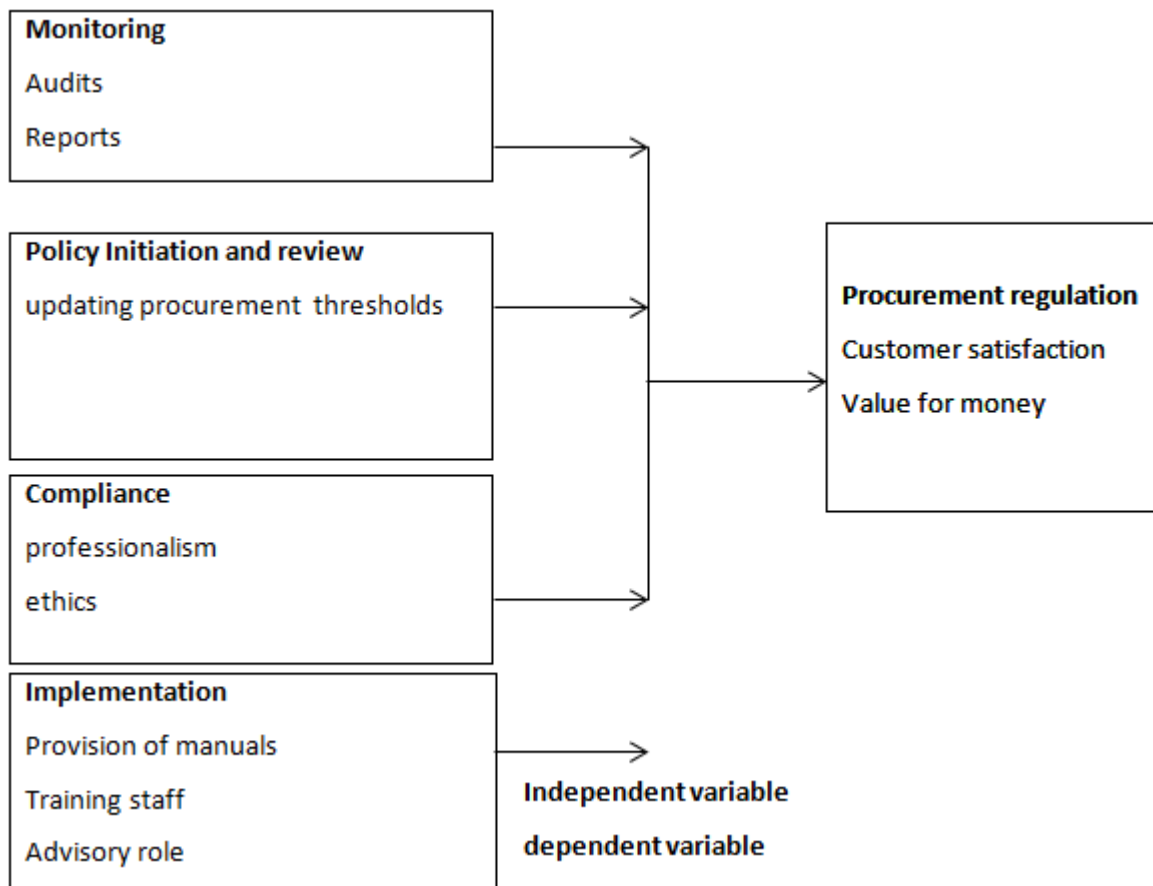 Monitoring
Audits
Reports
Policy Initiation and review
updating procurement thresholds
Procurement regulation
Customer satisfaction
Value for money
Compliance
professionalism
ethics
Implementation
Provision of manuals
Training staff
Advisory role
Independent variable
dependent variable